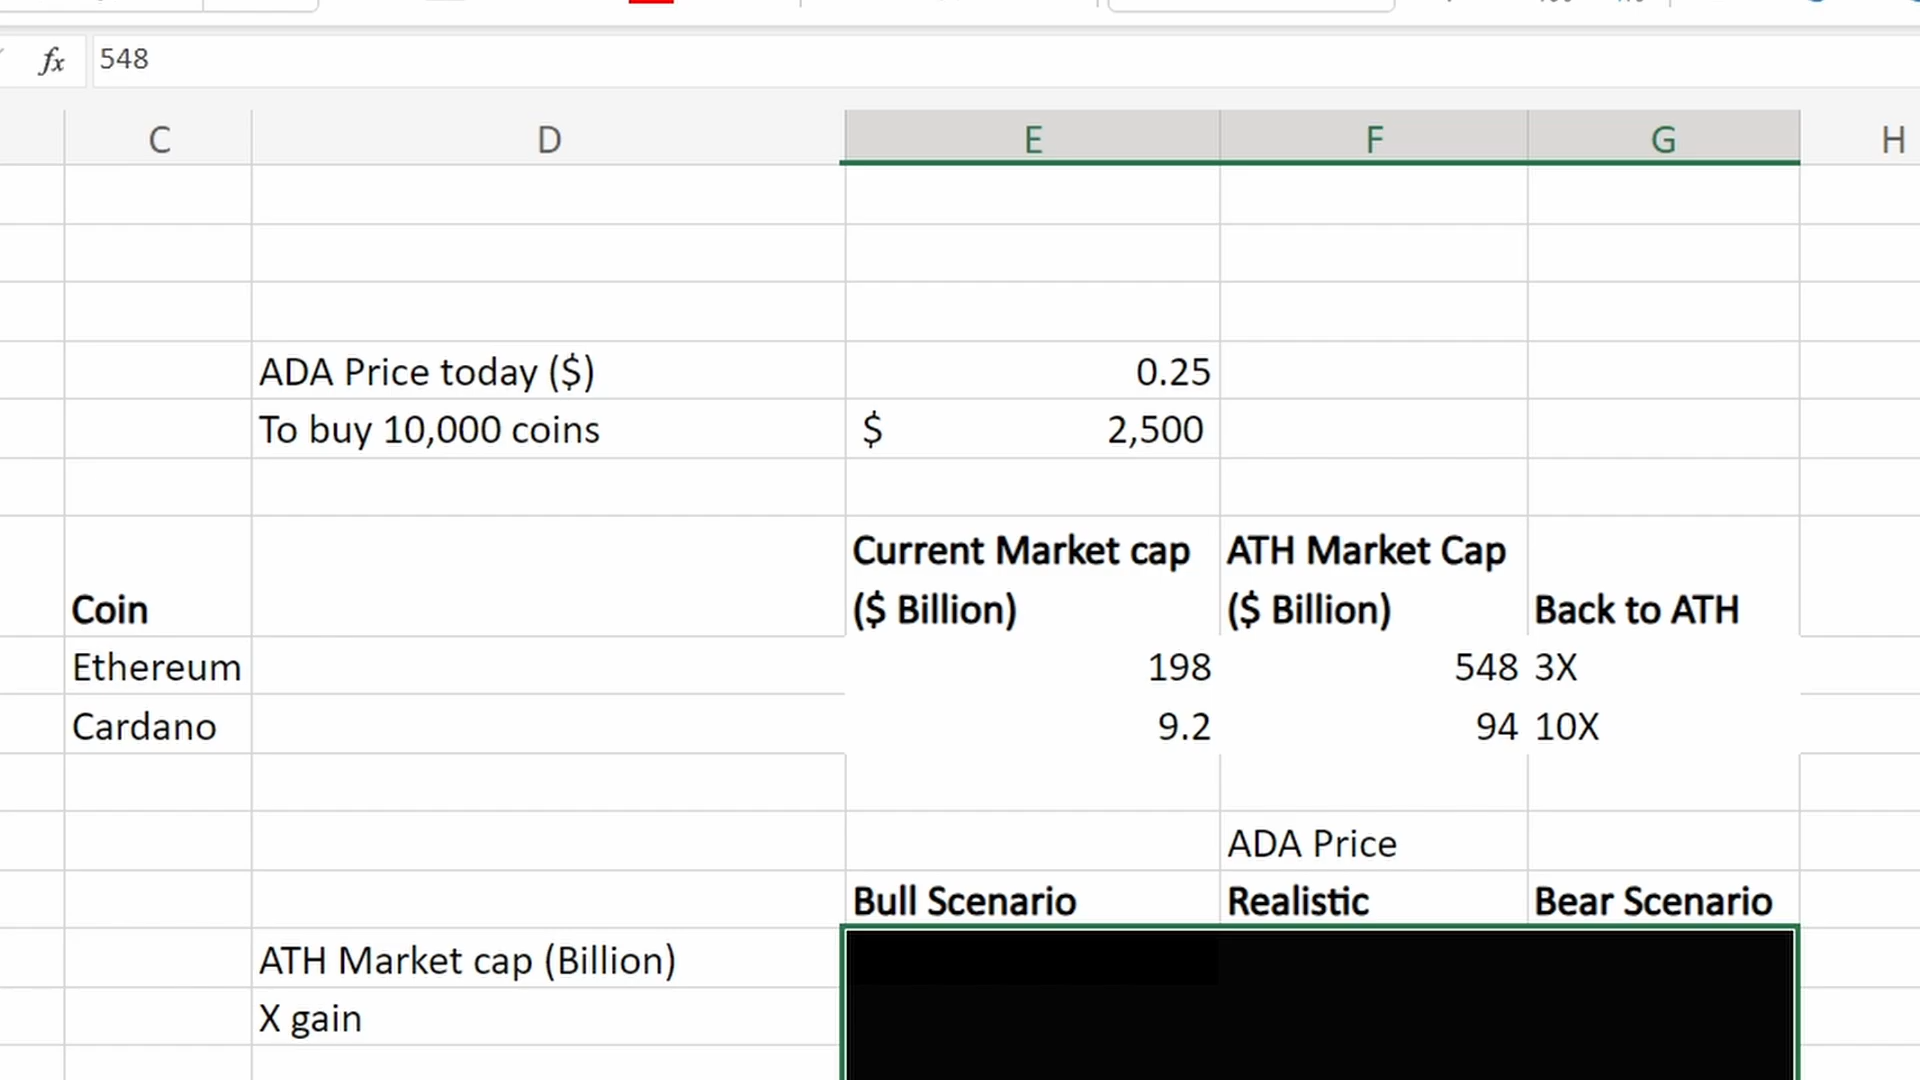 fx 548
C D E F G H
ADA Price today ($) 0.25
To buy 10,000 coins $ 2,500
Current Market cap ATH Market Cap
Coin ($ Billion) ($ Billion) Back to ATH
Ethereum 198 548 3X
Cardano 9.2 94 10X
ADA Price
Bull Scenario Realistic Bear Scenario
ATH Market cap (Billion)
X gain